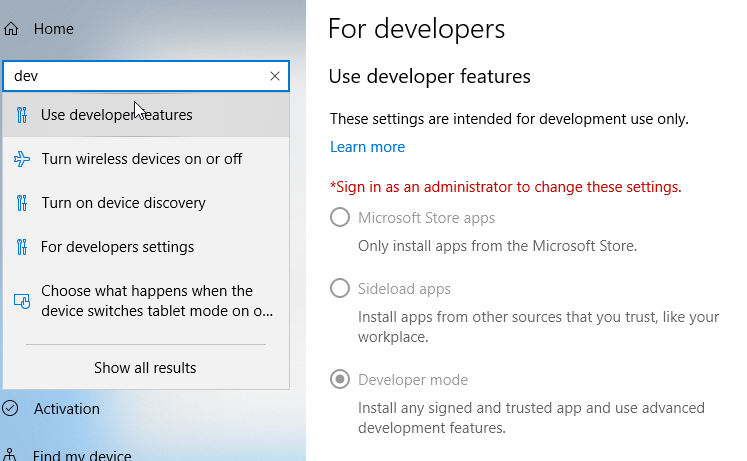 Home
dev
Use developer features
Turn wireless devices on or off
Turn on device discovery
For developers settings
Choose what happens when the
device switches tablet mode on o...
Show all results
Activation
Find my device
For developers
Use developer features
These settings are intended for development use only.
Learn more
*Sign in as an administrator to change these settings.
Microsoft Store apps
Only install apps from the Microsoft Store.
Sideload apps
Install apps from other sources that you trust, like your
workplace.
Developer mode
Install any signed and trusted app and use advanced
development features.